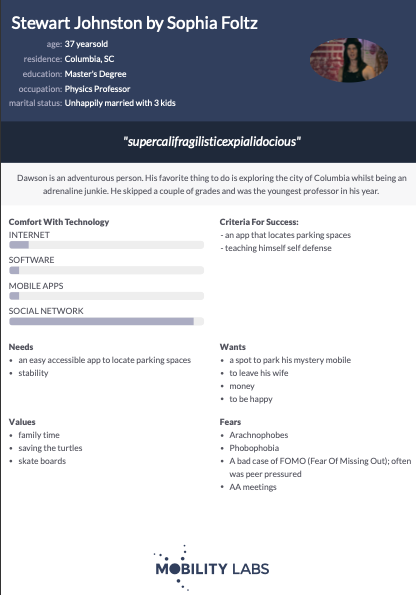 Stewart Johnston by Sophia Foltz
age: 37 yearsold
residence: Columbia, SC
education: Master's Degree
occupation: Physics Professor
marital status: Unhappily married with 3 kids
"supercalifragilisticexpialidocious"
Dawson is an adventurous person. His favorite thing to do is exploring the city of Columbia whilst being an
adrenaline junkie. He skipped a couple of grades and was the youngest professor in his year.
Comfort With Technology
INTERNET
SOFTWARE
MOBILE APPS
SOCIAL NETWORK
Criteria For Success:
- an app that locates parking spaces
- teaching himself self defense
Needs
• an easy accessible app to locate parking spaces
• stability
Wants
• a spot to park his mystery mobile
• to leave his wife
• money
• to be happy
Values
• family time
• saving the turtles
• skate boards
Fears
• Arachnophobes
• Phobophobia
• A bad case of FOMO (Fear Of Missing Out); often
was peer pressured
• AA meetings
MOBILITY LABS